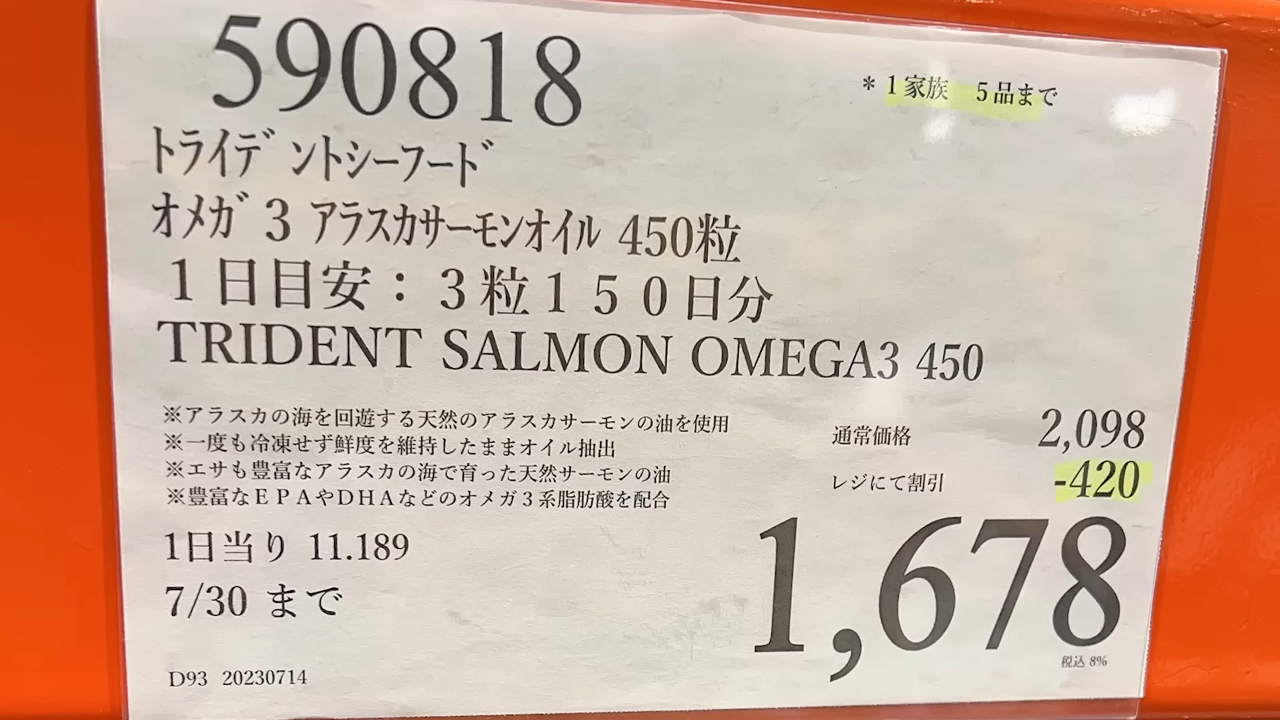 590818
＊１家族　５品まで
ﾄﾗｲﾃﾞﾝﾄｼｰﾌｰﾄﾞ
ｵﾒｶﾞ３ ｱﾗｽｶｻｰﾓﾝｵｲﾙ 450粒
１日目安：３粒１５０日分
TRIDENT SALMON OMEGA3 450
※アラスカの海を回遊する天然のアラスカサーモンの油を使用
※一度も冷凍せず鮮度を維持したままオイル抽出
※エサも豊富なアラスカの海で育った天然サーモンの油
※豊富なＥＰＡやＤＨＡなどのオメガ３系脂肪酸を配合
通常価格 2,098
レジにて割引 -420
1日当り 11.189
7/30 まで
1,678
税込 8%
D93 20230714